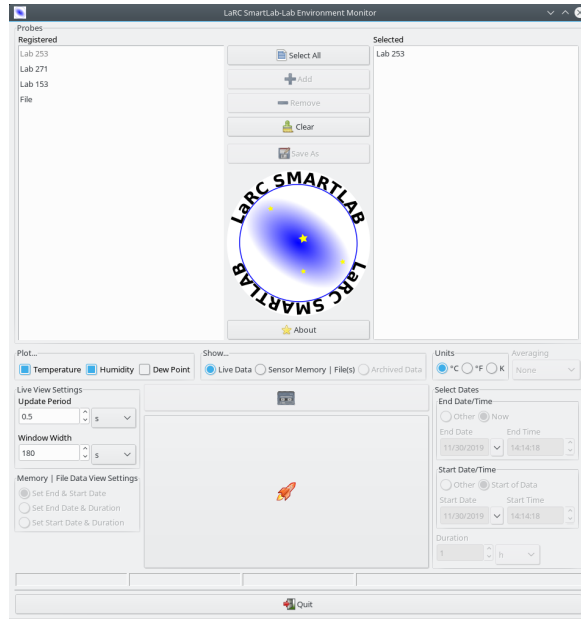 LaRC SmartLab-Lab Environment Monitor
Probes
Registered
Selected
Lab 253
Lab 271
Lab 153
File
Select All
Add
Remove
Clear
Save As
LaRC SMARTLAB
LaRC SMARTLAB
About
Lab 253
Plot...
Temperature Humidity Dew Point
Show...
Live Data Sensor Memory | File(s) Archived Data
Units
°C °F K
Averaging
None
Live View Settings
Update Period
0.5 s
Window Width
180 s
Memory | File Data View Settings
Set End & Start Date
Set End Date & Duration
Set Start Date & Duration
Select Dates
End Date/Time
Other Now
End Date End Time
11/30/2019 14:14:18
Start Date/Time
Other Start of Data
Start Date Start Time
11/30/2019 14:14:18
Duration
1 h
Quit